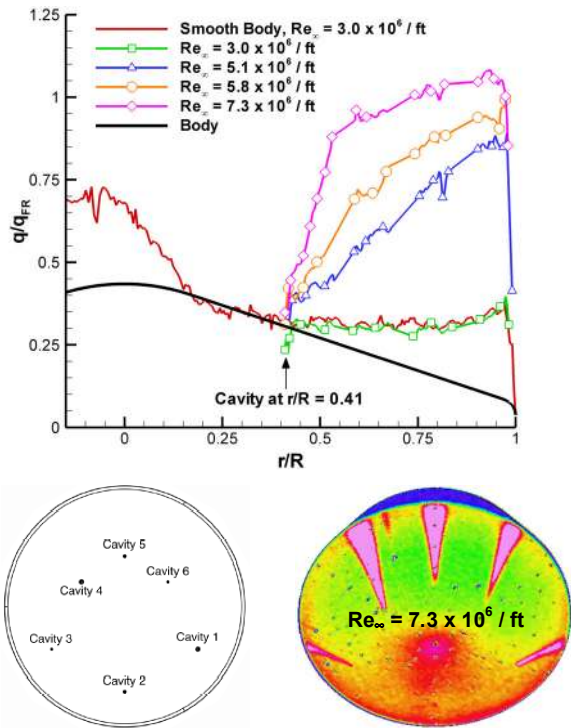 1.25
1
0.75
0.5
0.25
0
q/qFR
Smooth Body, Re∞ = 3.0 x 10⁶ / ft
Re∞ = 3.0 x 10⁶ / ft
Re∞ = 5.1 x 10⁶ / ft
Re∞ = 5.8 x 10⁶ / ft
Re∞ = 7.3 x 10⁶ / ft
Body
Cavity at r/R = 0.41
0 0.25 0.5 0.75 1
r/R
Cavity 5
Cavity 6
Cavity 4
Cavity 3
Cavity 1
Cavity 2
Re∞ = 7.3 x 10⁶ / ft